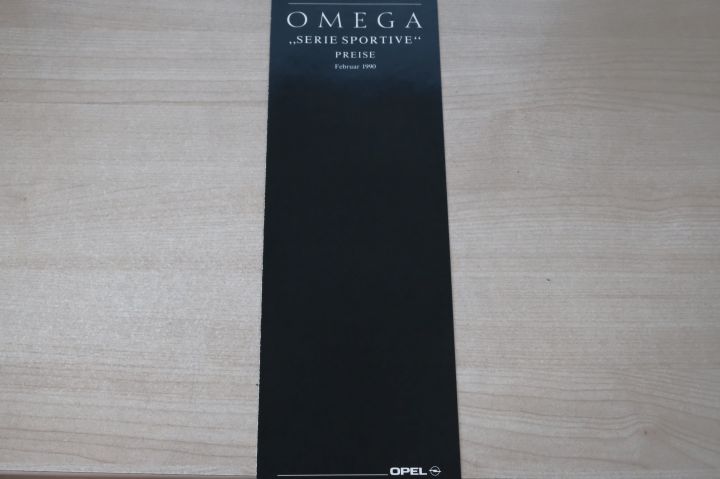 OMEGA
„SERIE SPORTIVE“
PREISE
Februar 1990
OPEL